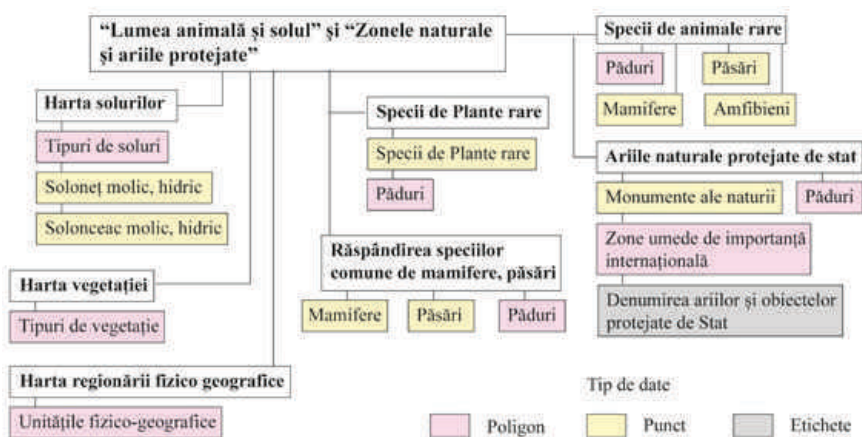 “Lumea animală și solul” și “Zonele naturale
și ariile protejate”
Harta solurilor
Tipuri de soluri
Soloneț molic, hidric
Solonceac molic, hidric
Harta vegetației
Tipuri de vegetație
Harta regionării fizico geografice
Unitățile fizico-geografice
Specii de Plante rare
Specii de Plante rare
Păduri
Răspândirea speciilor
comune de mamifere, păsări
Mamifere
Păsări
Păduri
Specii de animale rare
Păduri
Păsări
Mamifere
Amfibieni
Ariile naturale protejate de stat
Monumente ale naturii
Păduri
Zone umede de importanță
internațională
Denumirea ariilor și obiectelor
protejate de Stat
Tip de date
Poligon
Punct
Etichete